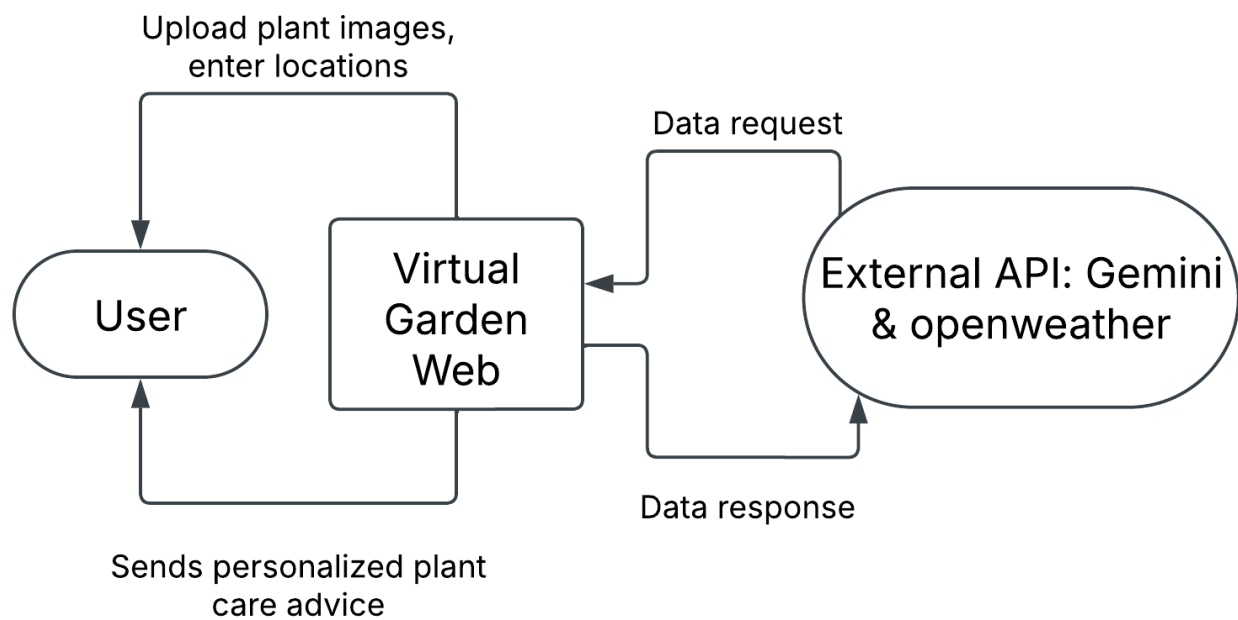 Upload plant images,
enter locations
Data request
User
Virtual
Garden
Web
External API: Gemini
& openweather
Data response
Sends personalized plant
care advice